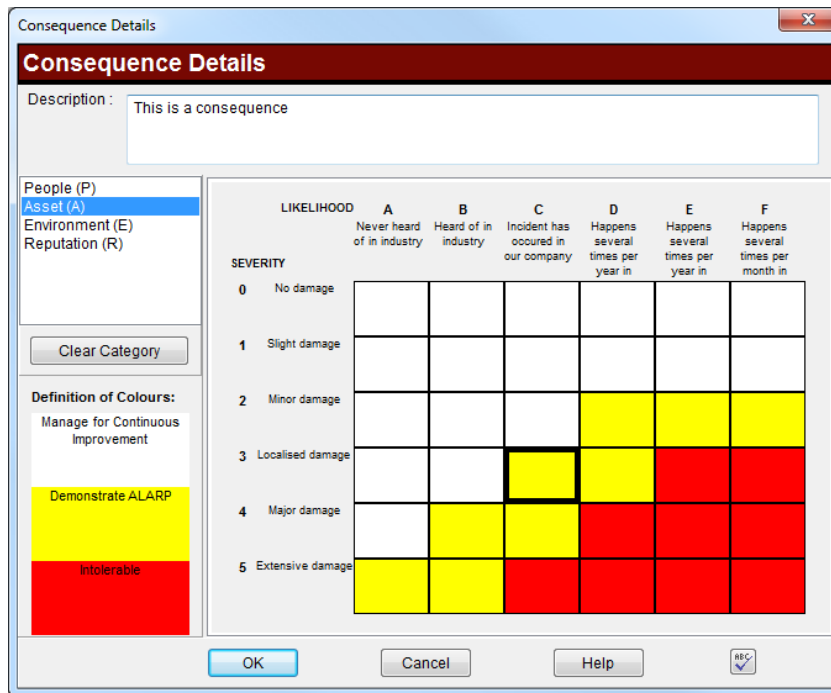 Consequence Details
Consequence Details
Description :
This is a consequence
People (P)
Asset (A)
Environment (E)
Reputation (R)
Clear Category
Definition of Colours:
Manage for Continuous
Improvement
Demonstrate ALARP
Intolerable
LIKELIHOOD
A
Never heard
of in industry
B
Heard of in
industry
C
Incident has
occured in
our company
D
Happens
several
times per
year in
E
Happens
several
times per
year in
F
Happens
several
times per
month in
SEVERITY
0 No damage
1 Slight damage
2 Minor damage
3 Localised damage
4 Major damage
5 Extensive damage
OK
Cancel
Help
ABC